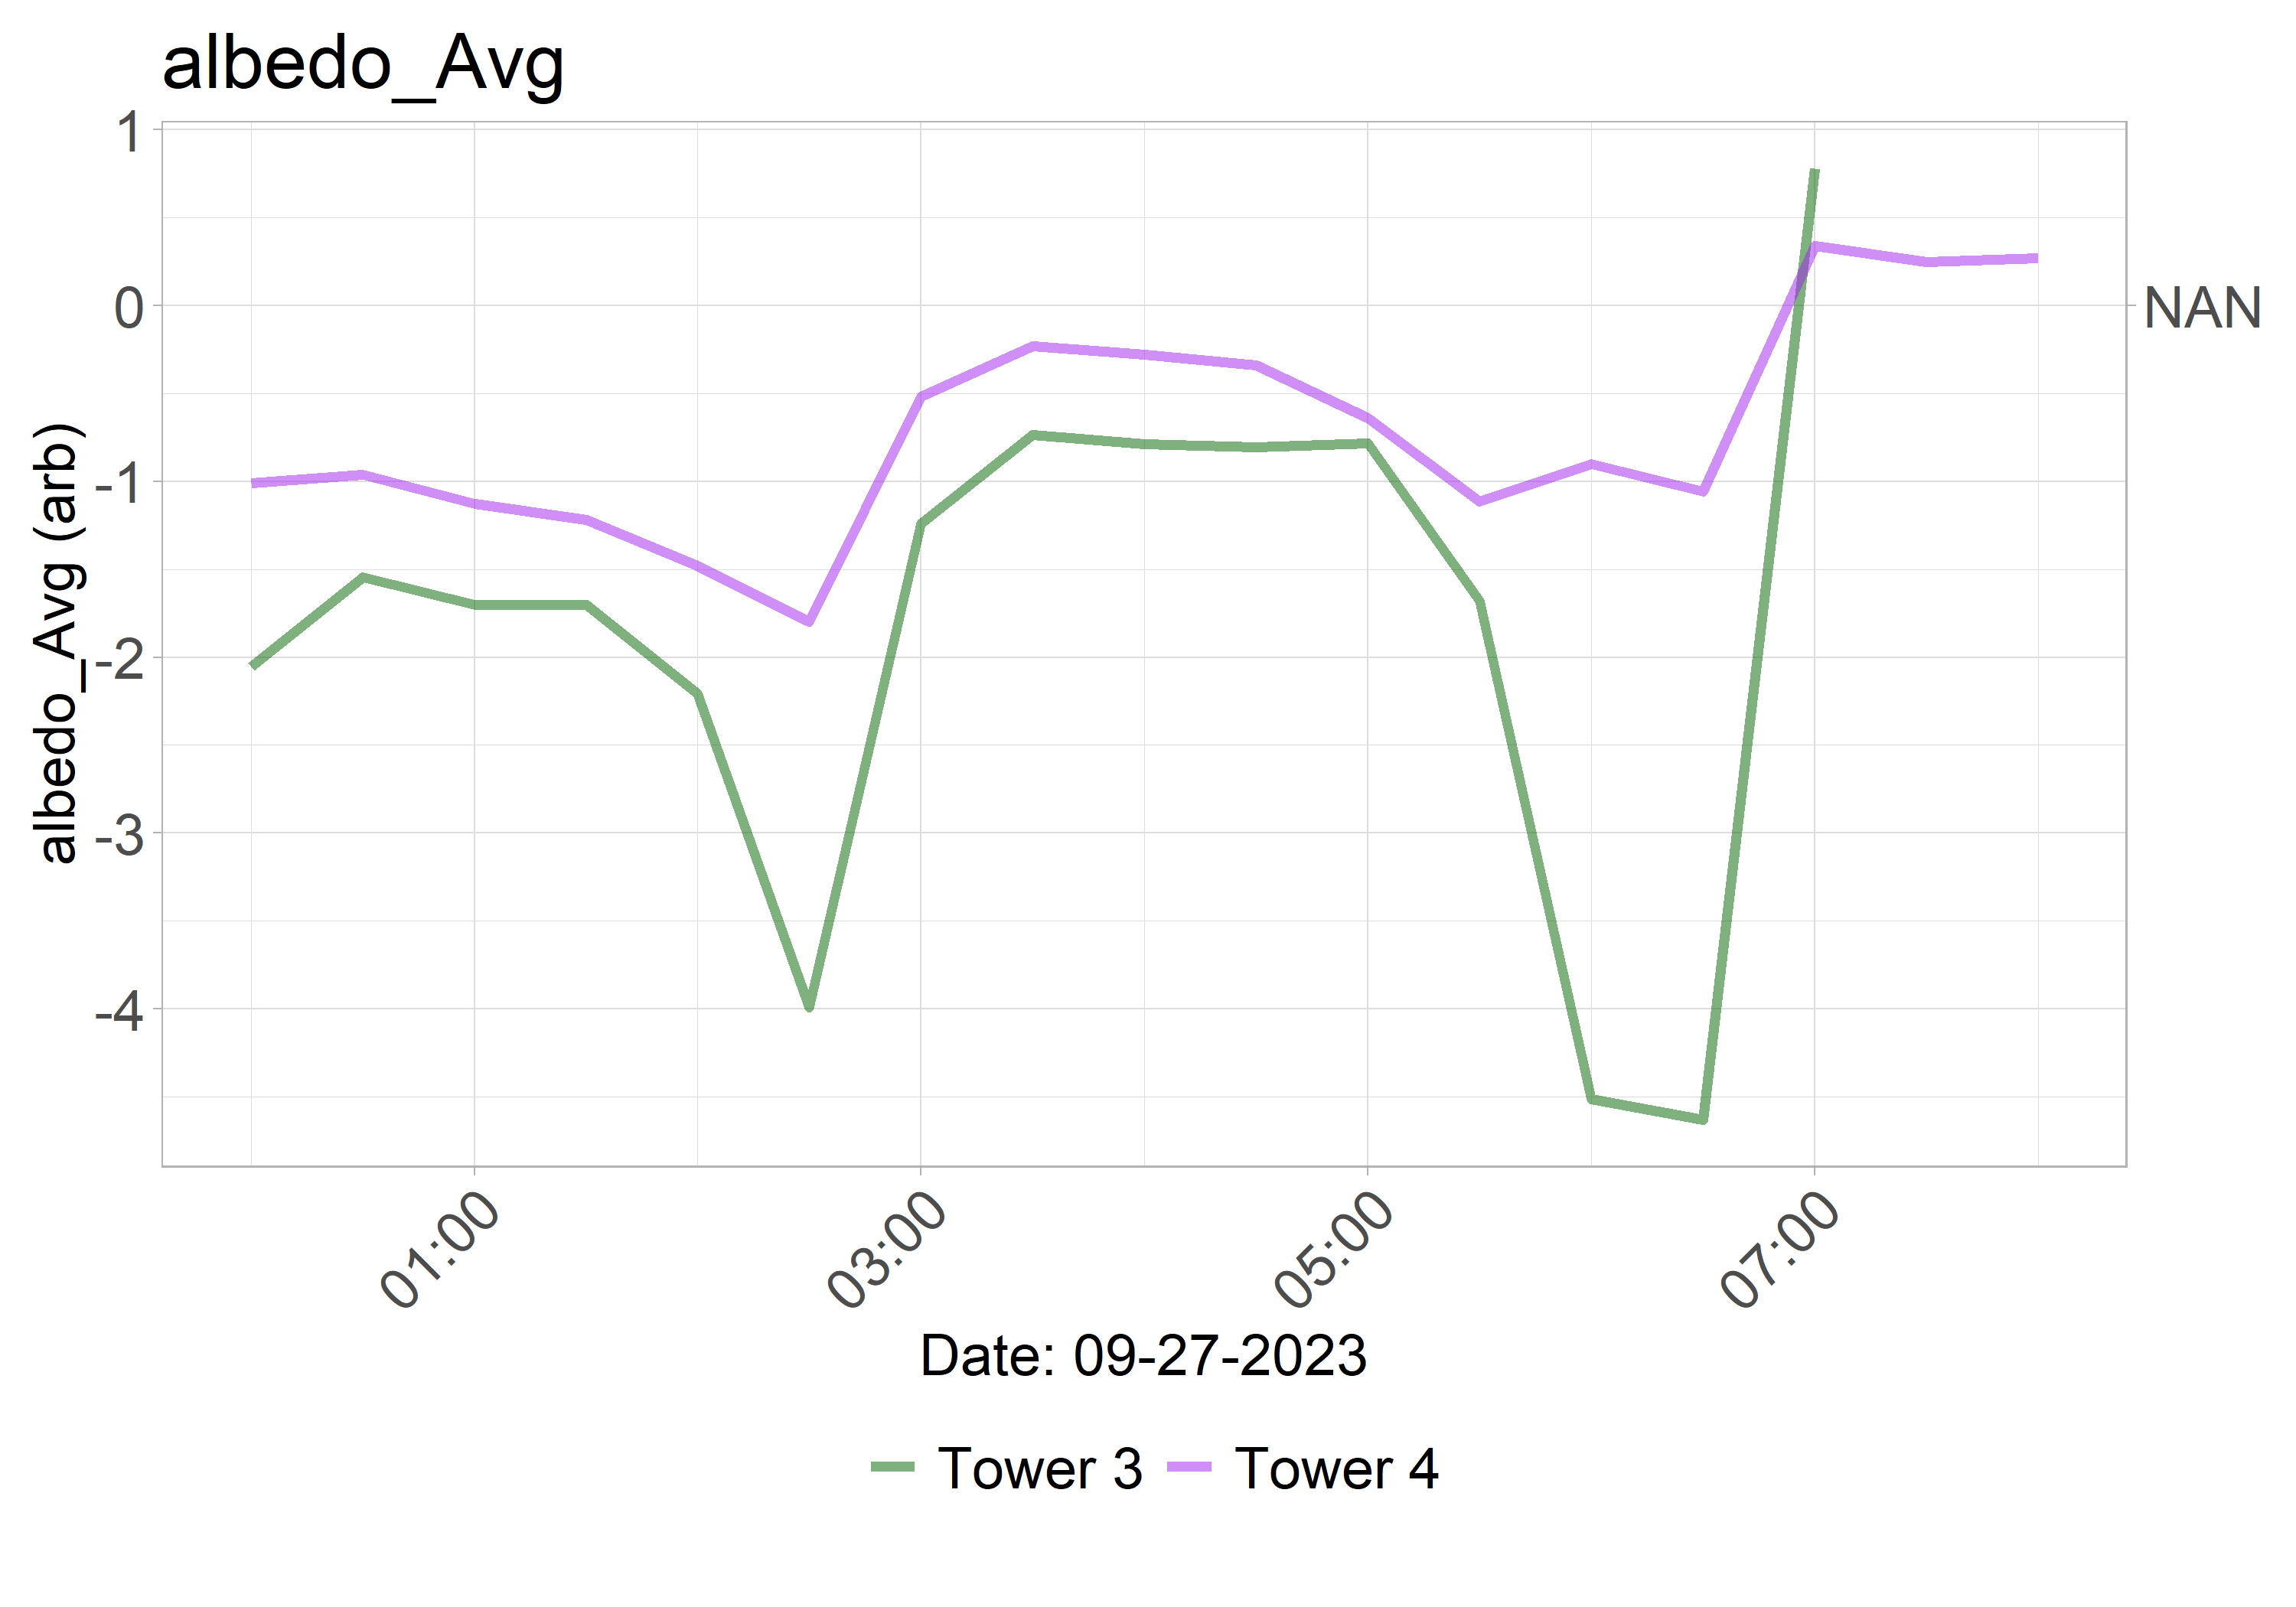 albedo_Avg
albedo_Avg (arb)
1
0
-1
-2
-3
-4
NAN
01:00
03:00
05:00
07:00
Date: 09-27-2023
Tower 3
Tower 4